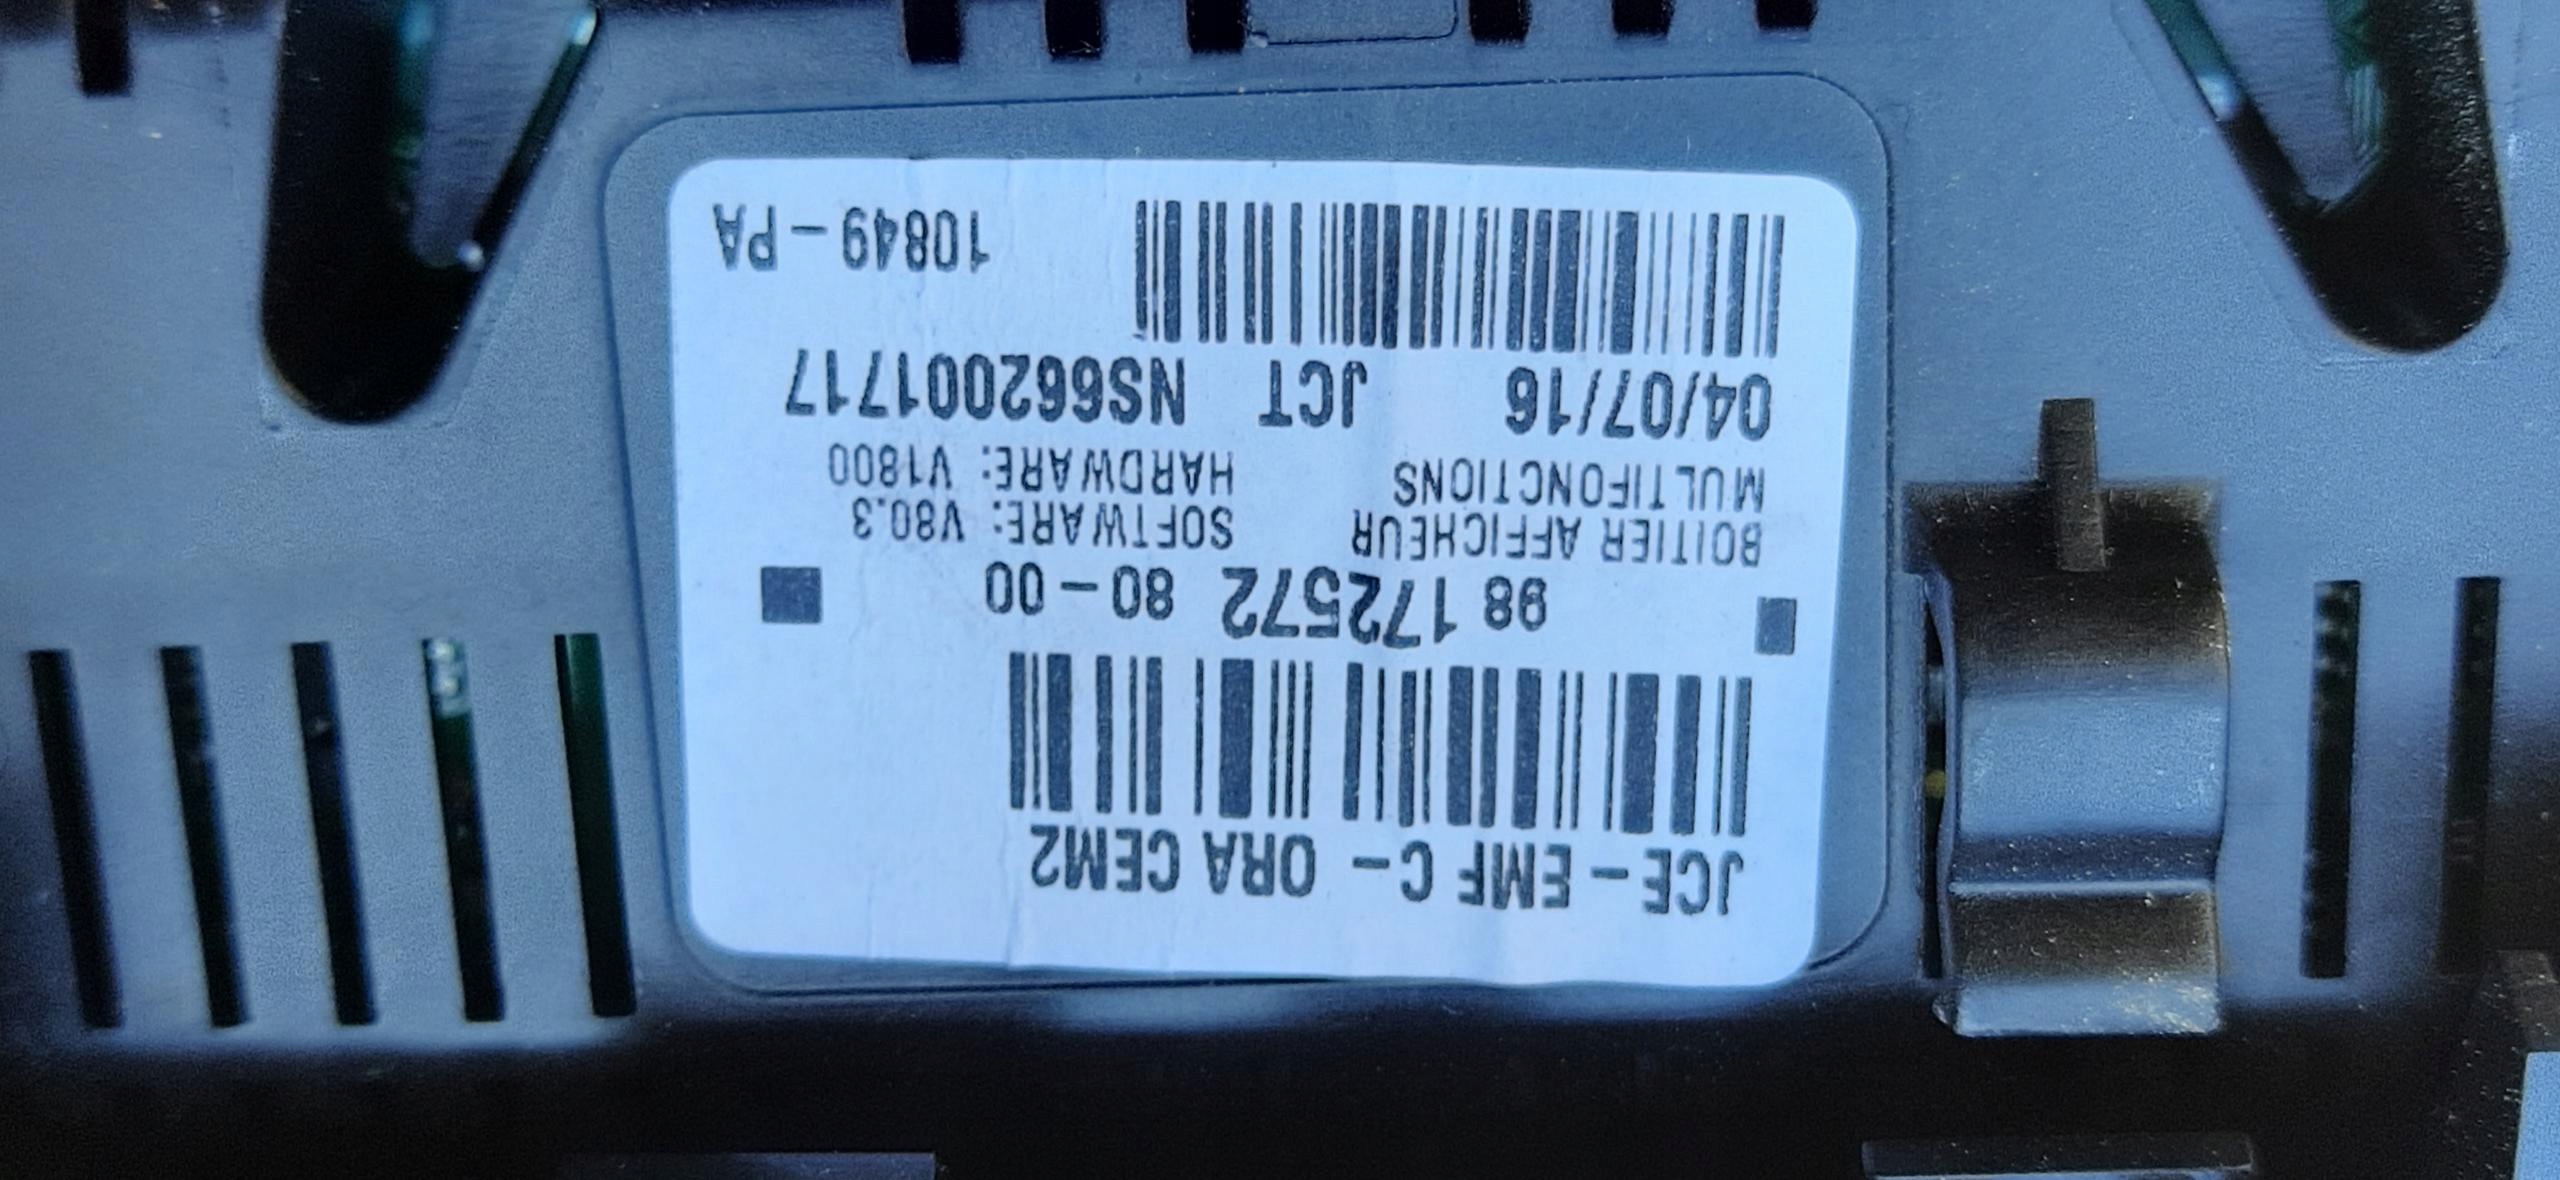 JCE - EMF C - ORA CEM2
98 172572 80 - 00
BOITIER AFFICHEUR SOFTWARE: V80.3
MULTIFONCTIONS HARDWARE: V1800
04/07/16 JCT NS662001717
10849 - PA